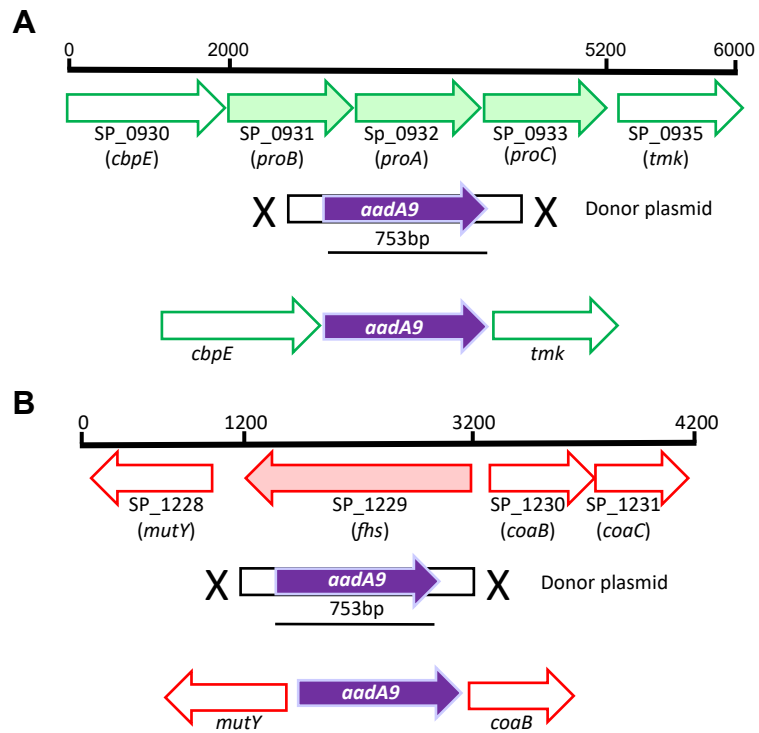 A
0 2000 5200 6000
SP_0930 SP_0931 Sp_0932 SP_0933 SP_0935
(cbpE) (proB) (proA) (proC) (tmk)
X aadA9 X Donor plasmid
753bp
aadA9
cbpE tmk
B
0 1200 3200 4200
SP_1228 SP_1229 SP_1230 SP_1231
(mutY) (fhs) (coaB) (coaC)
X aadA9 X Donor plasmid
753bp
aadA9
mutY coaB